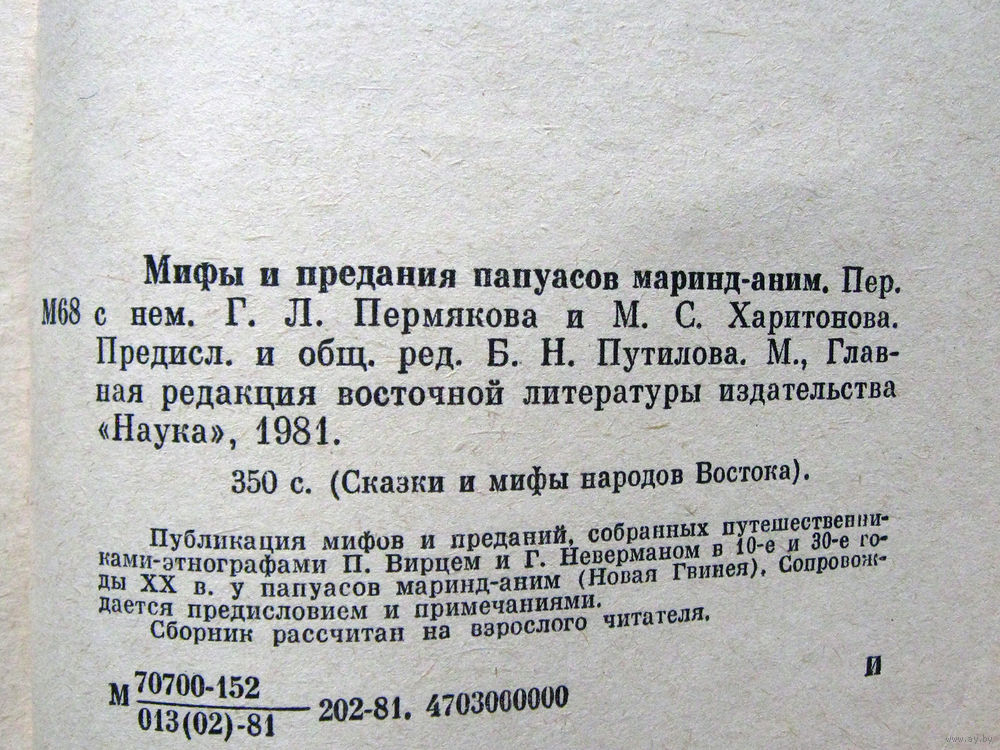 Мифы и предания папуасов маринд-аним. Пер.
М68 с нем. Г. Л. Пермякова и М. С. Харитонова.
Предисл. и общ. ред. Б. Н. Путилова. М., Глав-
ная редакция восточной литературы издательства
«Наука», 1981.
350 с. (Сказки и мифы народов Востока).
Публикация мифов и преданий, собранных путешественни-
ками-этнографами П. Вирцем и Г. Неверманом в 10-е и 30-е го-
ды XX в. у папуасов маринд-аним (Новая Гвинея). Сопровож-
дается предисловием и примечаниями.
Сборник рассчитан на взрослого читателя.
И
М 70700-152
013(02)-81 202-81. 4703000000
www.ay.by